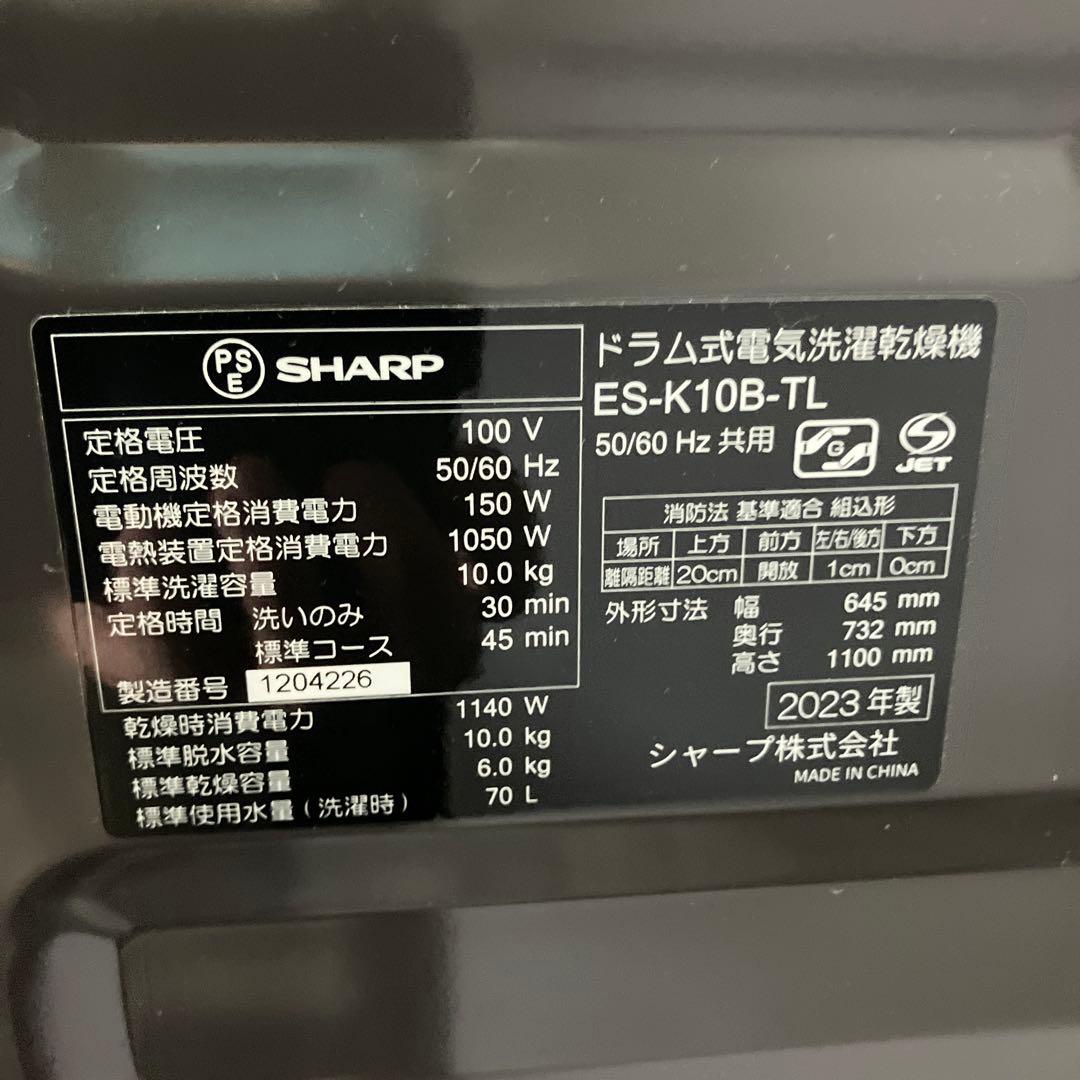 PSE SHARP
定格電圧 100 V
定格周波数 50/60 Hz
電動機定格消費電力 150 W
電熱装置定格消費電力 1050 W
標準洗濯容量 10.0 kg
定格時間 洗いのみ 30 min
標準コース 45 min
製造番号 1204226
乾燥時消費電力 1140 W
標準脱水容量 10.0 kg
標準乾燥容量 6.0 kg
標準使用水量(洗濯時) 70 L
ドラム式電気洗濯乾燥機
ES-K10B-TL
50/60 Hz 共用 G S JET
消防法 基準適合 組込形
場所 上方 前方 左/右/後方 下方
離隔距離 20cm 開放 1cm 0cm
外形寸法 幅 645 mm
奥行 732 mm
高さ 1100 mm
2023 年製
シャープ株式会社
MADE IN CHINA